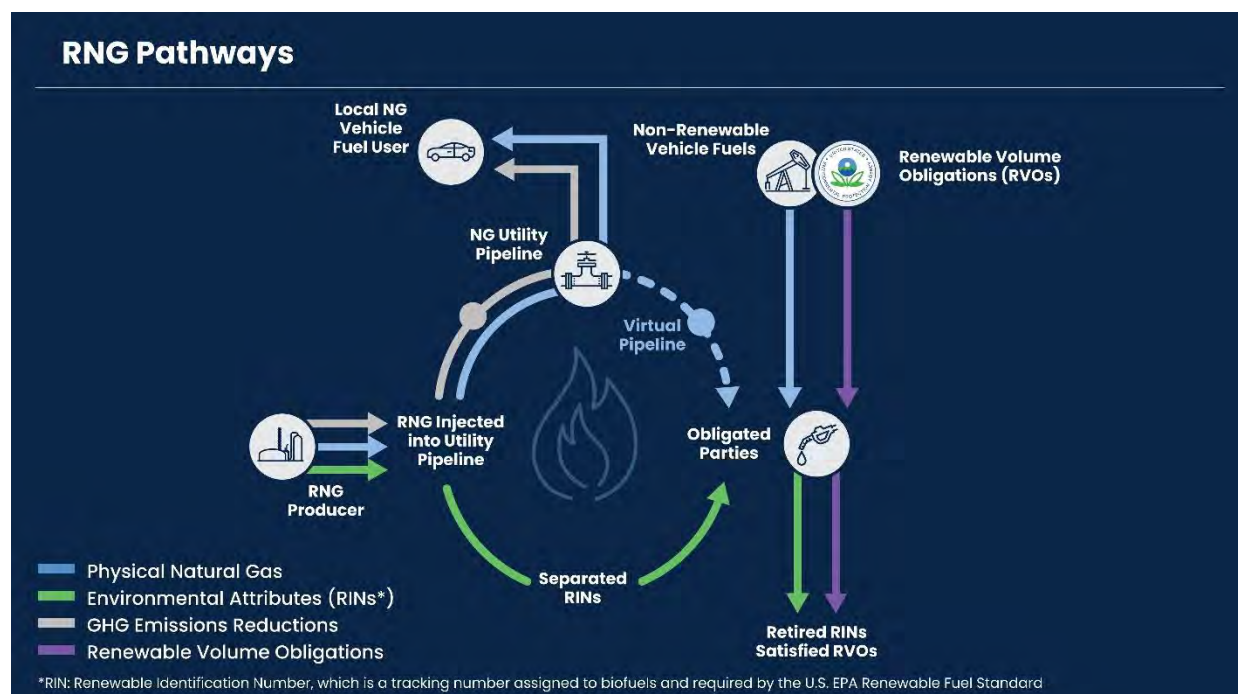 RNG Pathways
Local NG
Vehicle
Fuel User
Non-Renewable
Vehicle Fuels
Renewable Volume
Obligations (RVOs)
NG Utility
Pipeline
Virtual
Pipeline
RNG Injected
into Utility
Pipeline
Obligated
Parties
RNG
Producer
Separated
RINs
Retired RINs
Satisfied RVOs
Physical Natural Gas
Environmental Attributes (RINs*)
GHG Emissions Reductions
Renewable Volume Obligations
*RIN: Renewable Identification Number, which is a tracking number assigned to biofuels and required by the U.S. EPA Renewable Fuel Standard